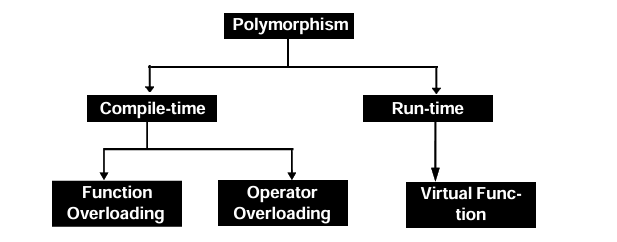 Polymorphism
Compile-time
Run-time
Function
Overloading
Operator
Overloading
Virtual Func-
tion